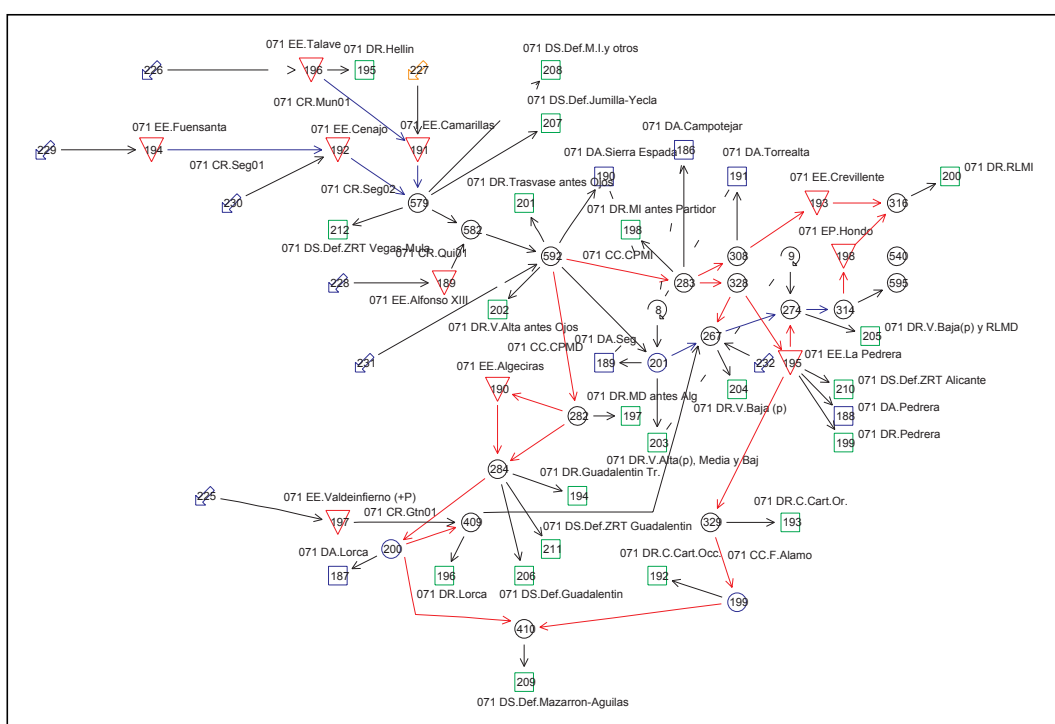 071 EE.Talave
071 DR.Hellin
071 DS.Def.M.I.y otros
226
196
195
227
208
071 CR.Mun01
071 DS.Def.Jumilla-Yecla
207
071 EE.Fuensanta
071 EE.Cenajo
071 EE.Camarillas
229
194
192
191
071 DA.Campotejar
186
071 CR.Seg01
071 DA.Sierra Espada
190
071 DA.Torrealta
191
200
071 DR.RLMI
230
071 CR.Seg02
579
071 DR.Trasvase antes Ojos
201
071 EE.Crevillente
193
316
212
582
071 DR.MI antes Partidor
198
071 EP.Hondo
071 DS.Def.ZRT Vegas-Mula
071 CR.Qui01
592
071 CC.CPMI
308
9
198
540
228
189
283
328
595
071 EE.Alfonso XIII
202
8
274
314
071 DR.V.Alta antes Ojos
071 DA.Seg
267
205
071 DR.V.Baja(p) y RLMD
231
071 CC.CPMD
189
201
232
195
071 EE.La Pedrera
071 EE.Algeciras
190
204
210
071 DS.Def.ZRT Alicante
071 DR.MD antes Alg
071 DR.V.Baja (p)
188
071 DA.Pedrera
282
197
203
199
071 DR.Pedrera
071 DR.V.Alta(p), Media y Baj
284
071 DR.Guadalentin Tr.
225
071 EE.Valdeinfierno (+P)
194
071 DR.C.Cart.Or.
197
071 CR.Gtn01
409
071 DS.Def.ZRT Guadalentin
329
193
200
211
071 DA.Lorca
071 DR.C.Cart.Occ.
071 CC.F.Alamo
187
196
206
192
071 DR.Lorca
071 DS.Def.Guadalentin
199
410
209
071 DS.Def.Mazarron-Aguilas